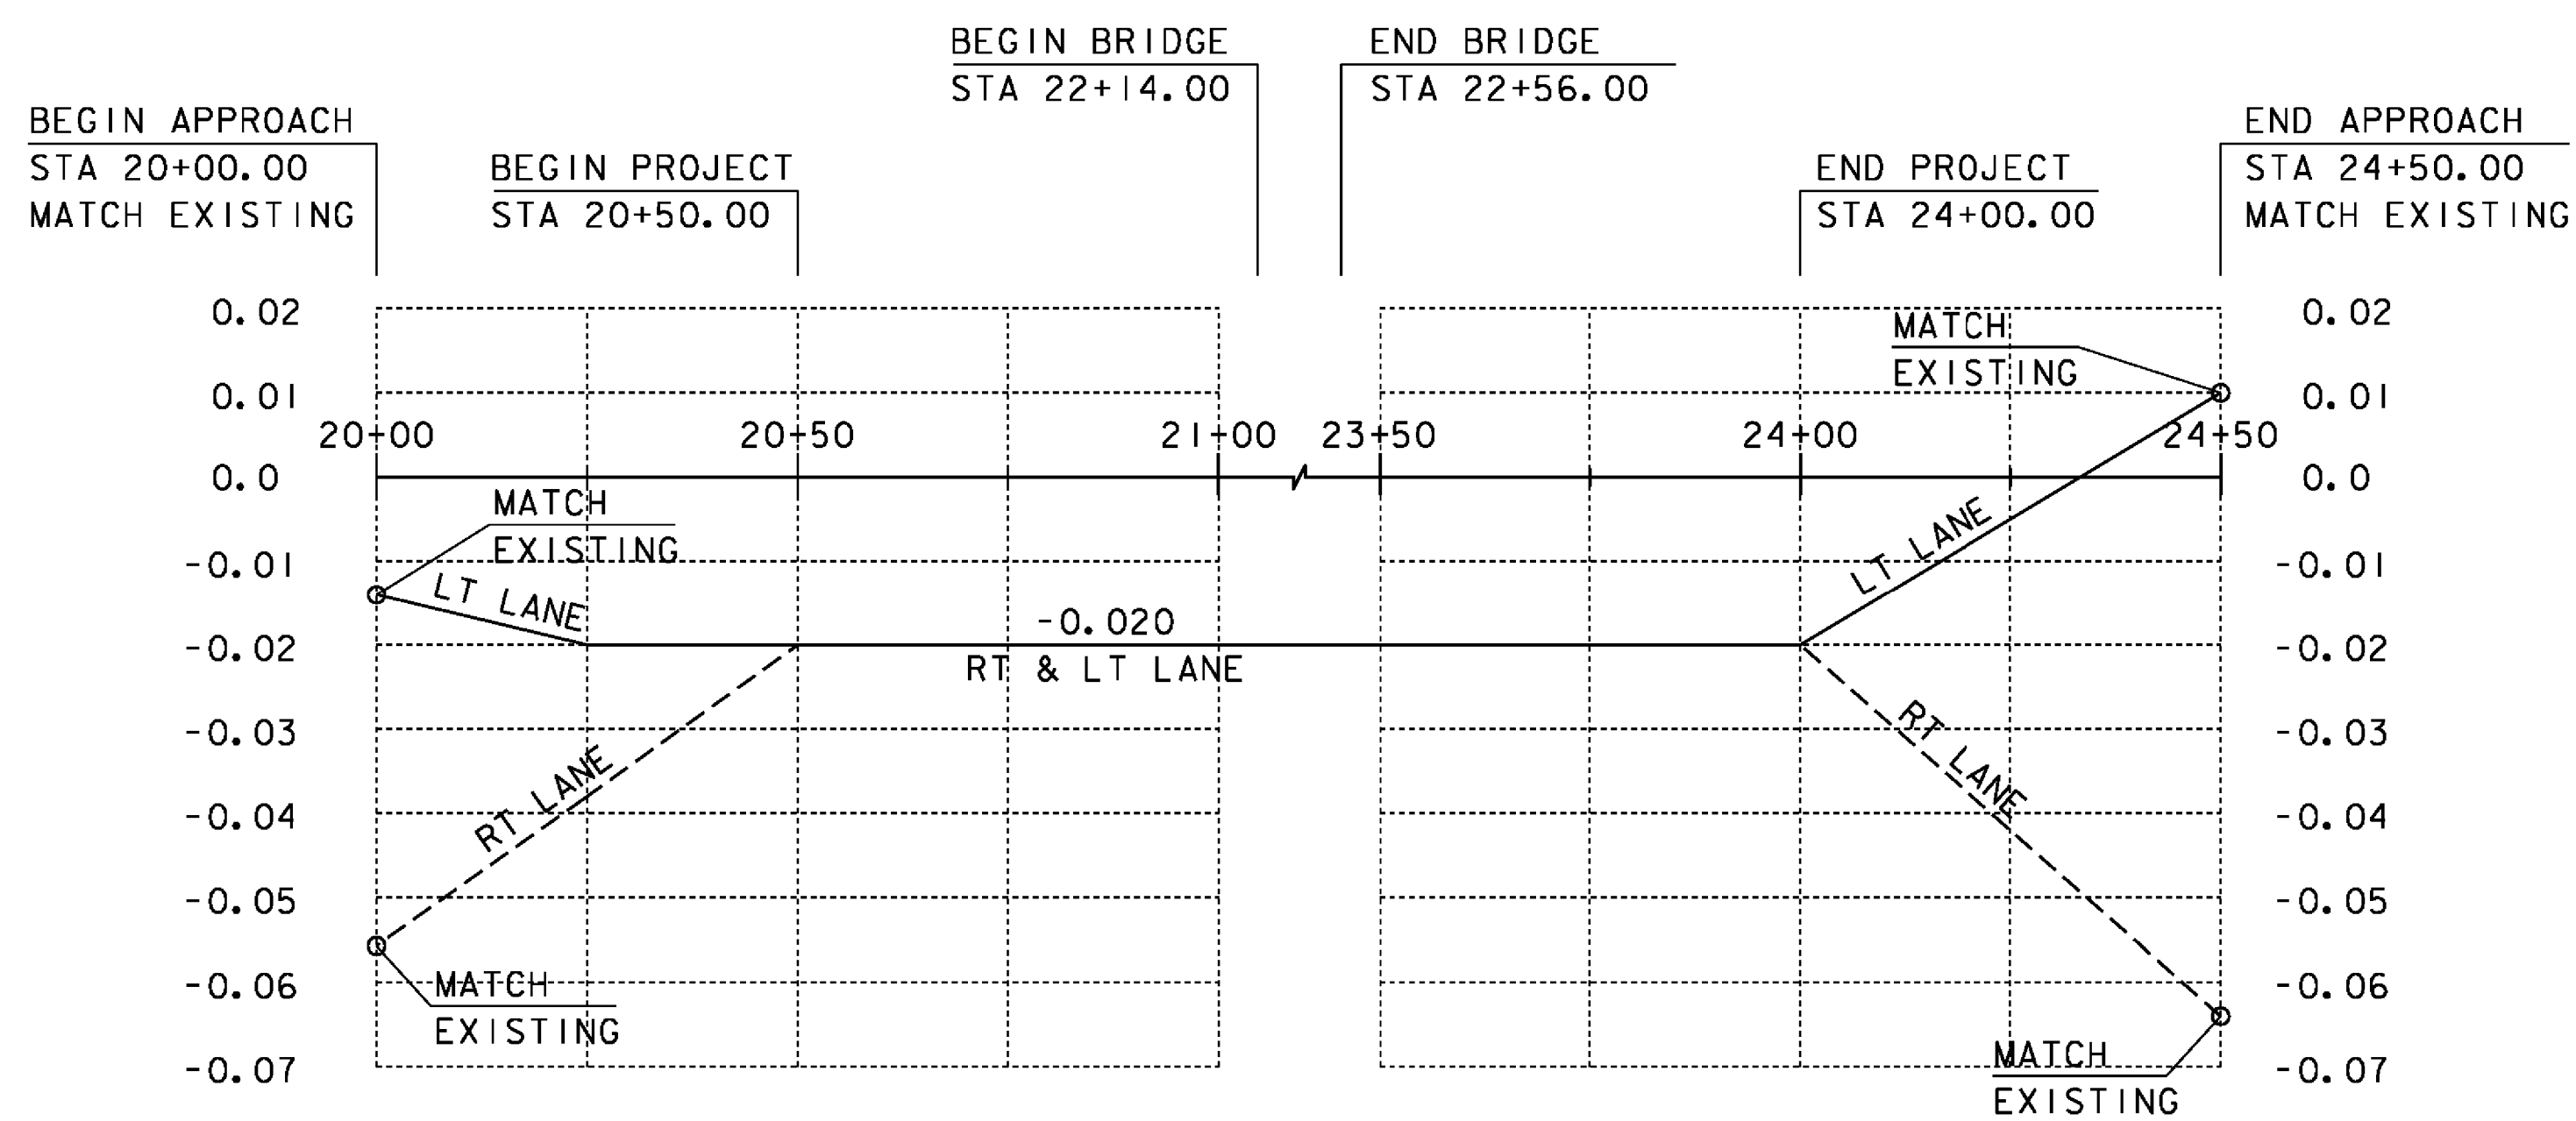 BEGIN BRIDGE
STA 22+14.00
END BRIDGE
STA 22+56.00
BEGIN APPROACH
STA 20+00.00
MATCH EXISTING
BEGIN PROJECT
STA 20+50.00
END PROJECT
STA 24+00.00
END APPROACH
STA 24+50.00
MATCH EXISTING
0.02
0.01
0.0
-0.01
-0.02
-0.03
-0.04
-0.05
-0.06
-0.07
20+00
20+50
21+00
23+50
24+00
24+50
MATCH
EXISTING
LT LANE
RT LANE
MATCH
EXISTING
-0.020
RT & LT LANE
MATCH
EXISTING
LT LANE
RT LANE
MATCH
EXISTING
0.02
0.01
0.0
-0.01
-0.02
-0.03
-0.04
-0.05
-0.06
-0.07